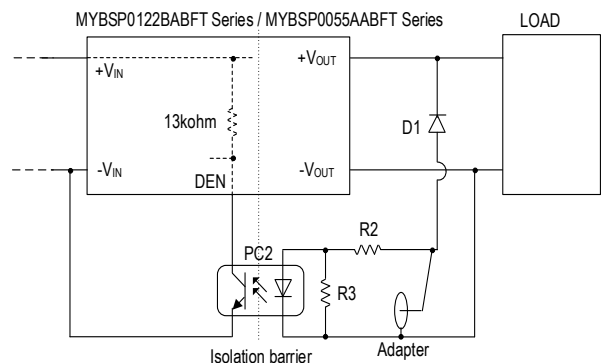 MYBSP0122BABFT Series / MYBSP0055AABFT Series
LOAD
+VIN
+VOUT
13kohm
D1
-VIN
-VOUT
DEN
R2
PC2
R3
Adapter
Isolation barrier